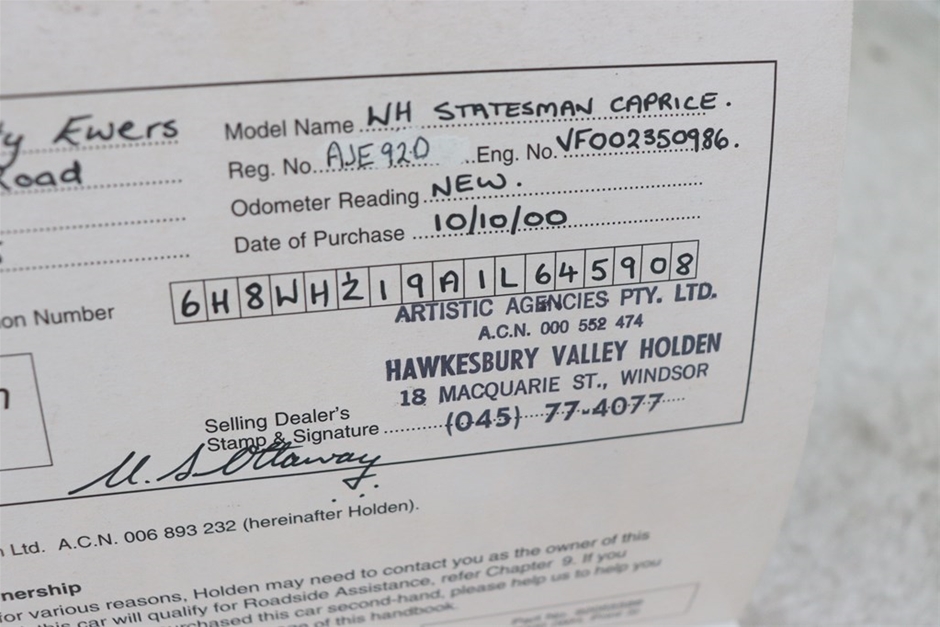 Ewers
Model Name WH STATESMAN CAPRICE.
Road
Reg. No. AJE920 Eng. No. VF002350986.
Odometer Reading NEW.
Date of Purchase 10/10/00
on Number
6H8WHZ19A1L645908
ARTISTIC AGENCIES PTY. LTD.
A.C.N. 000 552 474
HAWKESBURY VALLEY HOLDEN
18 MACQUARIE ST., WINDSOR
(045) 77-4077
Selling Dealer's
Stamp & Signature
n Ltd. A.C.N. 006 893 232 (hereinafter Holden).
nership
for various reasons, Holden may need to contact you as the owner of this
this car will qualify for Roadside Assistance, refer Chapter 9. If you
purchased this car second-hand, please help us to help you
of this handbook.